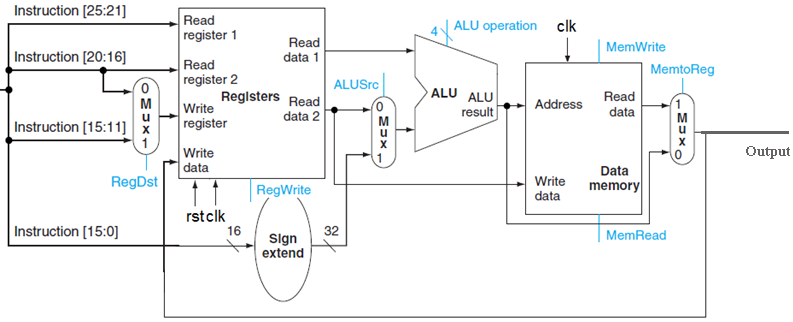 Instruction [25:21]
Read
register 1
Instruction [20:16]
Read
register 2
Registers
Read
data 1
Read
data 2
0
Mux
1
Write
register
Instruction [15:11]
Write
data
RegDst
rst clk
RegWrite
Instruction [15:0]
16
Sign
extend
32
ALUSrc
0
Mux
1
4
ALU operation
ALU
ALU
result
clk
MemWrite
Address
Read
data
Write
data
Data
memory
MemRead
MemtoReg
1
Mux
0
Output